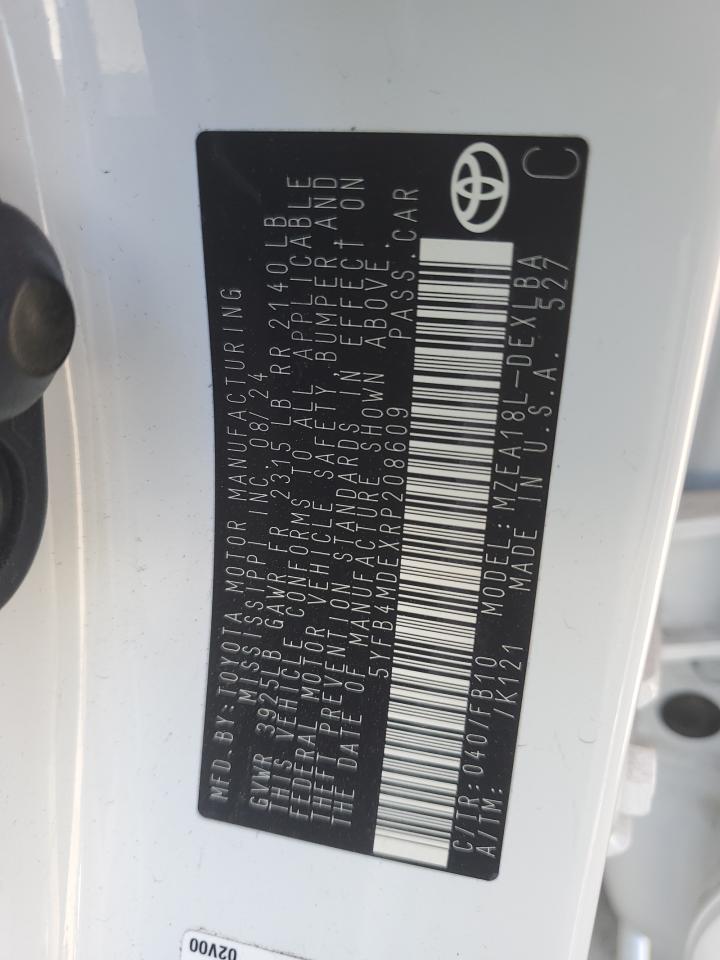 MFD. BY: TOYOTA MOTOR MANUFACTURING
MISSISSIPPI INC 08/24
GVWR 3925LB GAWR FR 2315 LB RR 2140 LB
THIS VEHICLE CONFORMS TO ALL APPLICABLE
FEDERAL MOTOR VEHICLE SAFETY BUMPER AND
THEFT PREVENTION STANDARDS IN EFFECT ON
THE DATE OF MANUFACTURE SHOWN ABOVE.
5YFB4MDEXRP208609 PASS.CAR
C/TR: 040/FB10 MODEL: MZEA18L-DEXLBA
A/TM: /K121 MADE IN U.S.A. 527
C
02V00